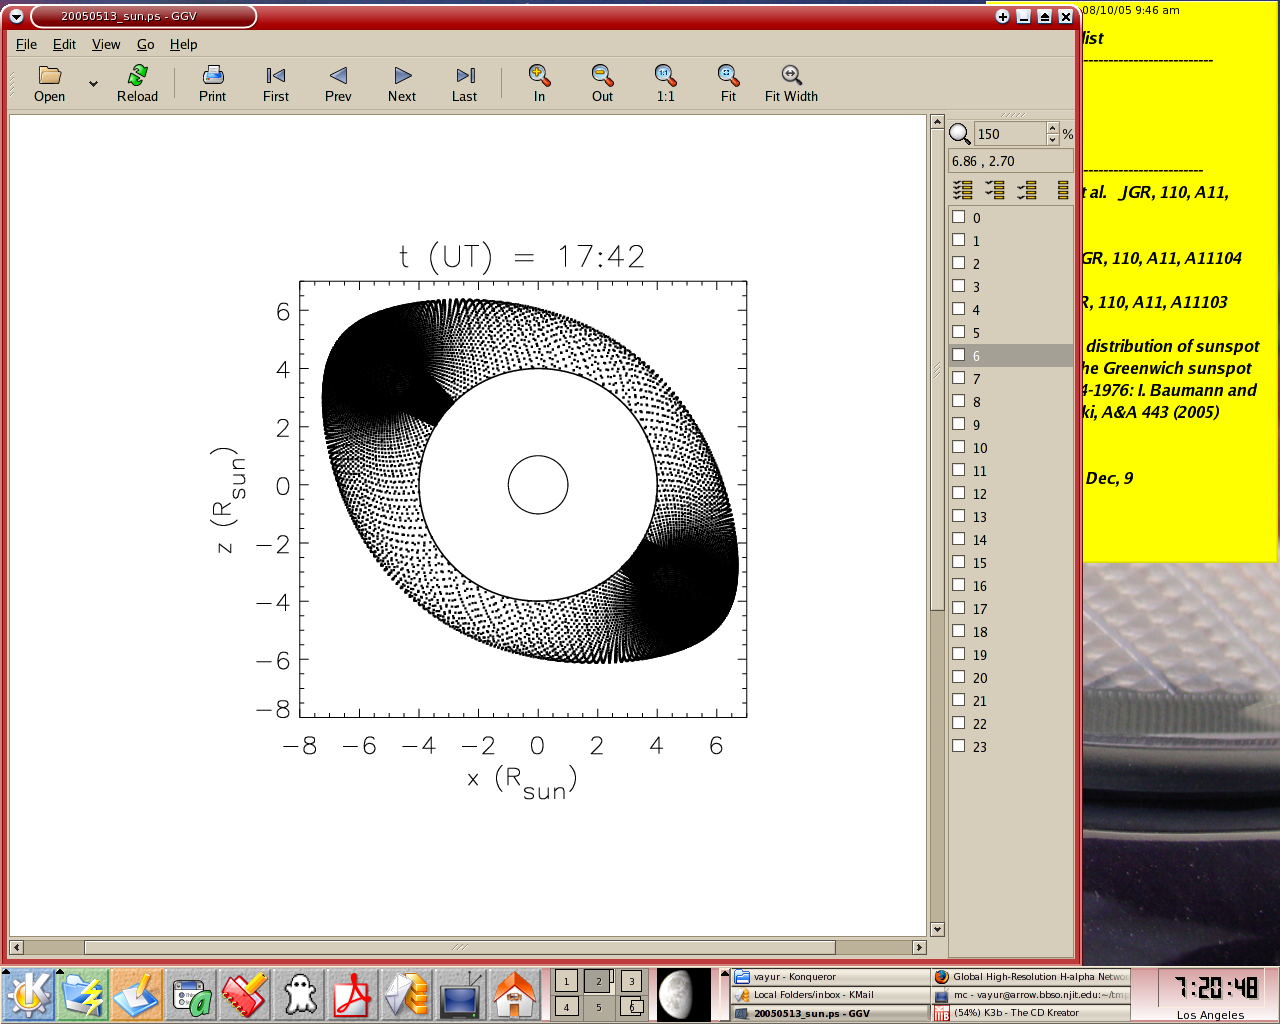 20050513_sun.ps - GGV
08/10/05 9:46 am
File Edit View Go Help
list
---------------------------
Open Reload Print First Prev Next Last In Out 1:1 Fit Fit Width
150 %
6.86 , 2.70
-------------------------
t al. JGR, 110, A11,
GR, 110, A11, A11104
R, 110, A11, A11103
distribution of sunspot
he Greenwich sunspot
4-1976: I. Baumann and
ki, A&A 443 (2005)
Dec, 9
0
1
2
3
4
5
6
7
8
9
10
11
12
13
14
15
16
17
18
19
20
21
22
23
t (UT) = 17:42
6
4
2
0
−2
−4
−6
−8
z (Rsun)
−8 −6 −4 −2 0 2 4 6
x (Rsun)
1 2 3
4 5 6
vayur - Konqueror
Local Folders/inbox - KMail
20050513_sun.ps - GGV
Global High-Resolution H-alpha Netwo
mc - vayur@arrow.bbso.njit.edu:~/tmp
(54%) K3b - The CD Kreator
7:20:48
Los Angeles